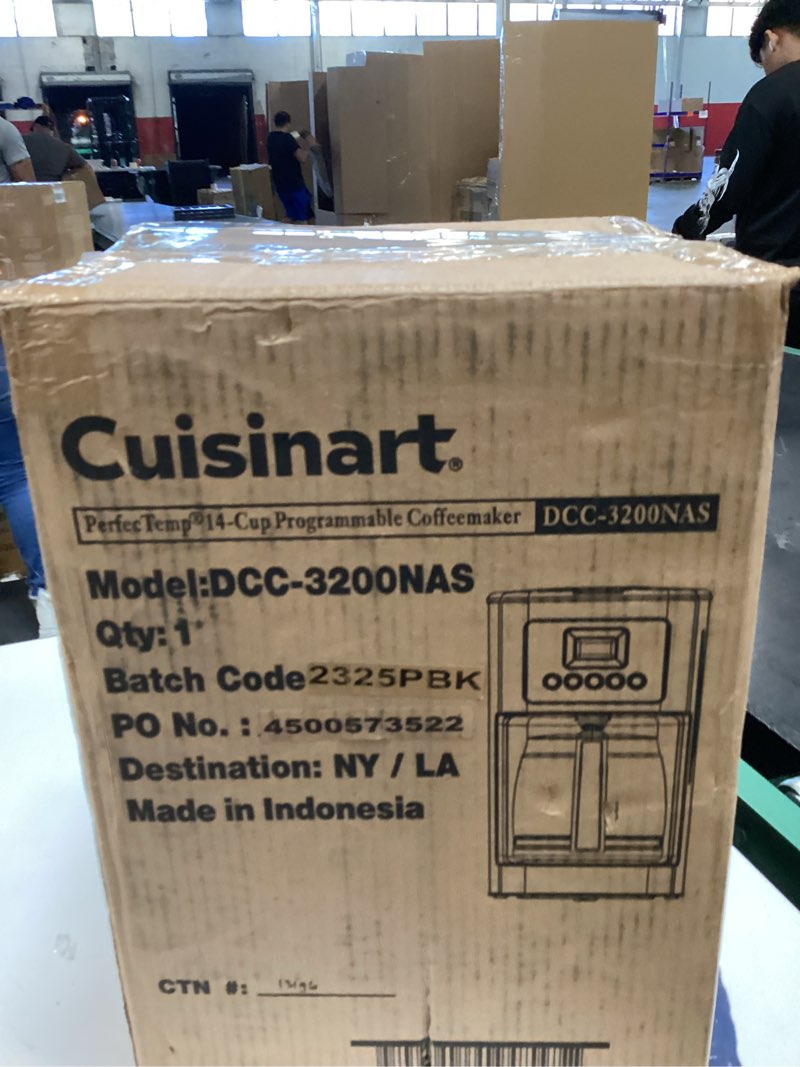 Cuisinart®
PerfecTemp® 14-Cup Programmable Coffeemaker DCC-3200NAS
Model:DCC-3200NAS
Qty: 1
Batch Code 2325PBK
PO No. : 4500573522
Destination: NY / LA
Made in Indonesia
CTN #: